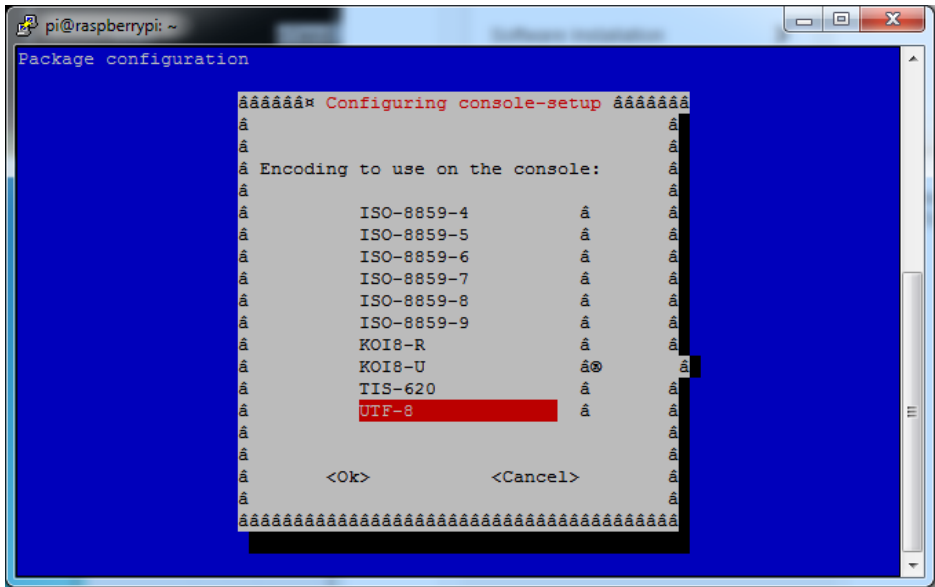 pi@raspberrypi: ~
Package configuration
ââââââ¤ Configuring console-setup âââââââ
â â
â â
â Encoding to use on the console: â
â â
â ISO-8859-4 â â
â ISO-8859-5 â â
â ISO-8859-6 â â
â ISO-8859-7 â â
â ISO-8859-8 â â
â ISO-8859-9 â â
â KOI8-R â â
â KOI8-U â® â
â TIS-620 â â
â UTF-8 â â
â â
â â
â <Ok> <Cancel> â
â â
ââââââââââââââââââââââââââââââââââââââââ